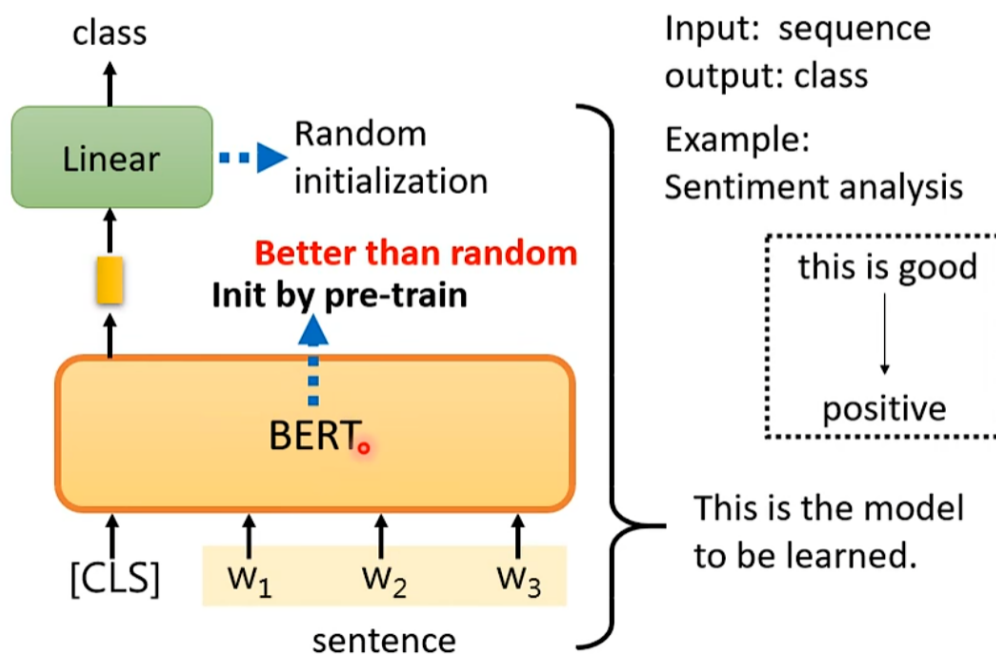 class
Linear
Random
initialization
Better than random
Init by pre-train
BERT
[CLS]
w1
w2
w3
sentence
Input: sequence
output: class
Example:
Sentiment analysis
this is good
positive
This is the model
to be learned.